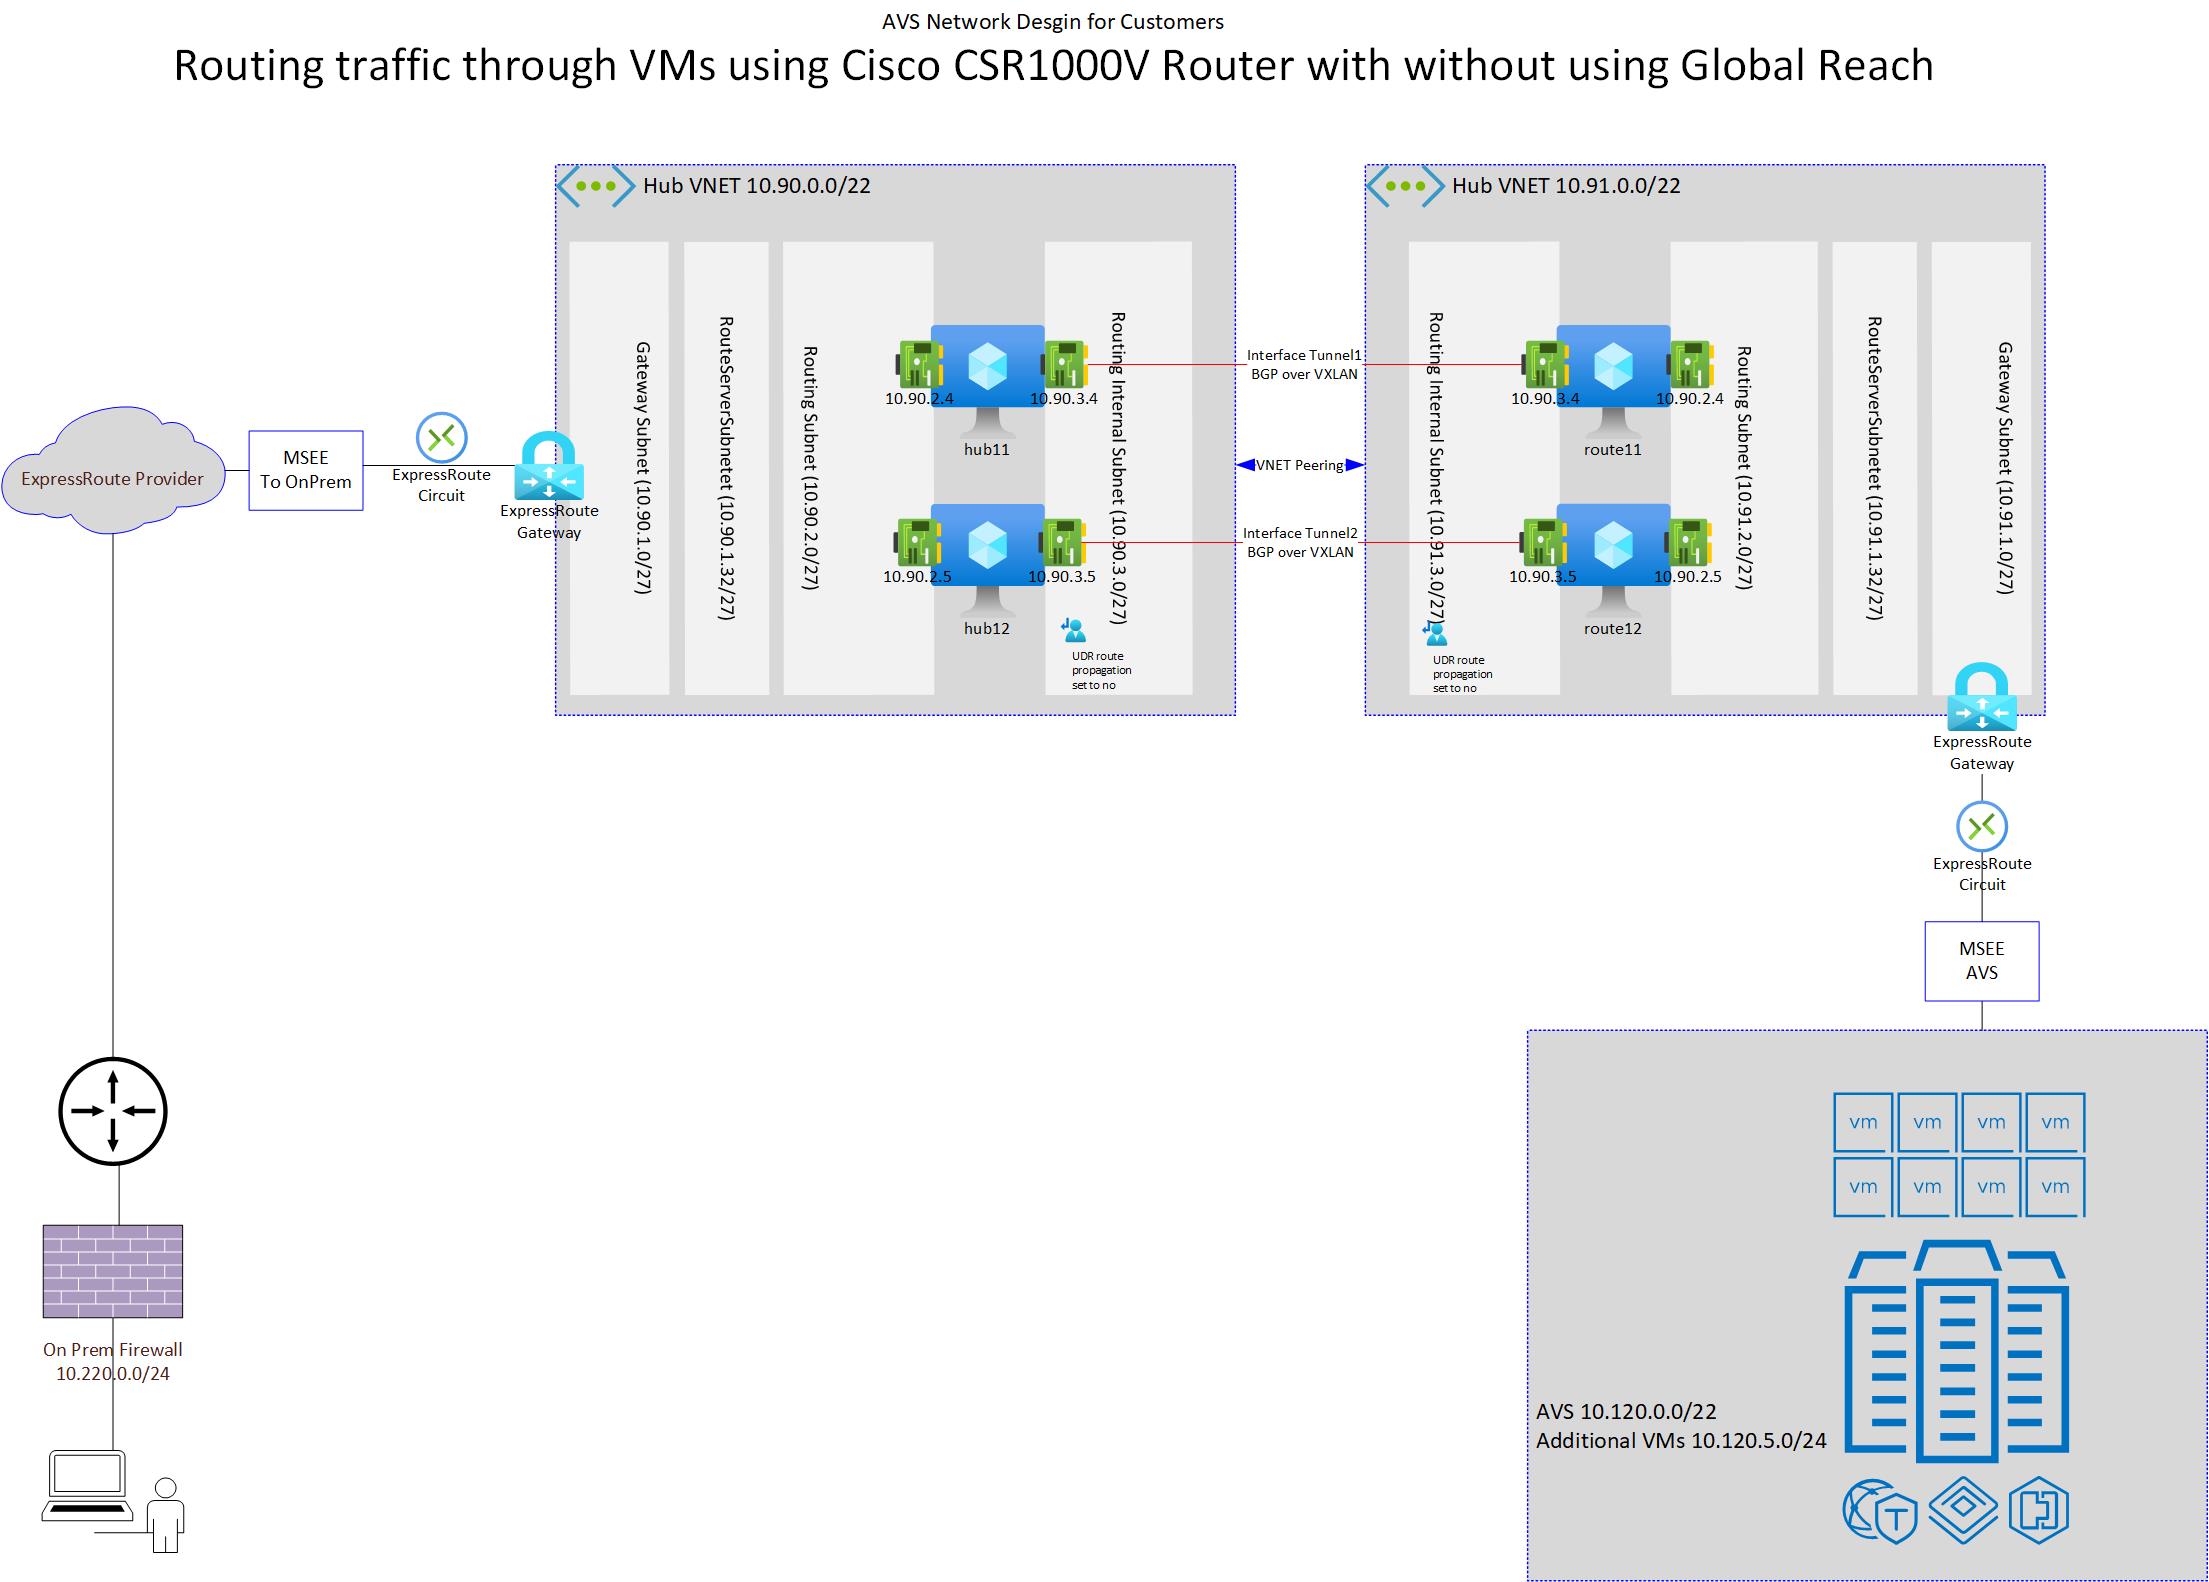 AVS Network Desgin for Customers
Routing traffic through VMs using Cisco CSR1000V Router with without using Global Reach
Hub VNET 10.90.0.0/22
Gateway Subnet (10.90.1.0/27)
RouteServerSubnetet (10.90.1.32/27)
Routing Subnet (10.90.2.0/27)
Routing Internal Subnet (10.90.3.0/27)
10.90.2.4
10.90.3.4
hub11
10.90.2.5
10.90.3.5
hub12
UDR route
propagation
set to no
Interface Tunnel1
BGP over VXLAN
VNET Peering
Interface Tunnel2
BGP over VXLAN
Hub VNET 10.91.0.0/22
Routing Internal Subnet (10.91.3.0/27)
Routing Subnet (10.91.2.0/27)
RouteServerSubnetet (10.91.1.32/27)
Gateway Subnet (10.91.1.0/27)
10.90.3.4
10.90.2.4
route11
10.90.3.5
10.90.2.5
route12
UDR route
propagation
set to no
ExpressRoute Provider
MSEE
To OnPrem
ExpressRoute
Circuit
ExpressRoute
Gateway
ExpressRoute
Gateway
ExpressRoute
Circuit
MSEE
AVS
vm
vm
vm
vm
vm
vm
vm
vm
AVS 10.120.0.0/22
Additional VMs 10.120.5.0/24
T
On Prem Firewall
10.220.0.0/24